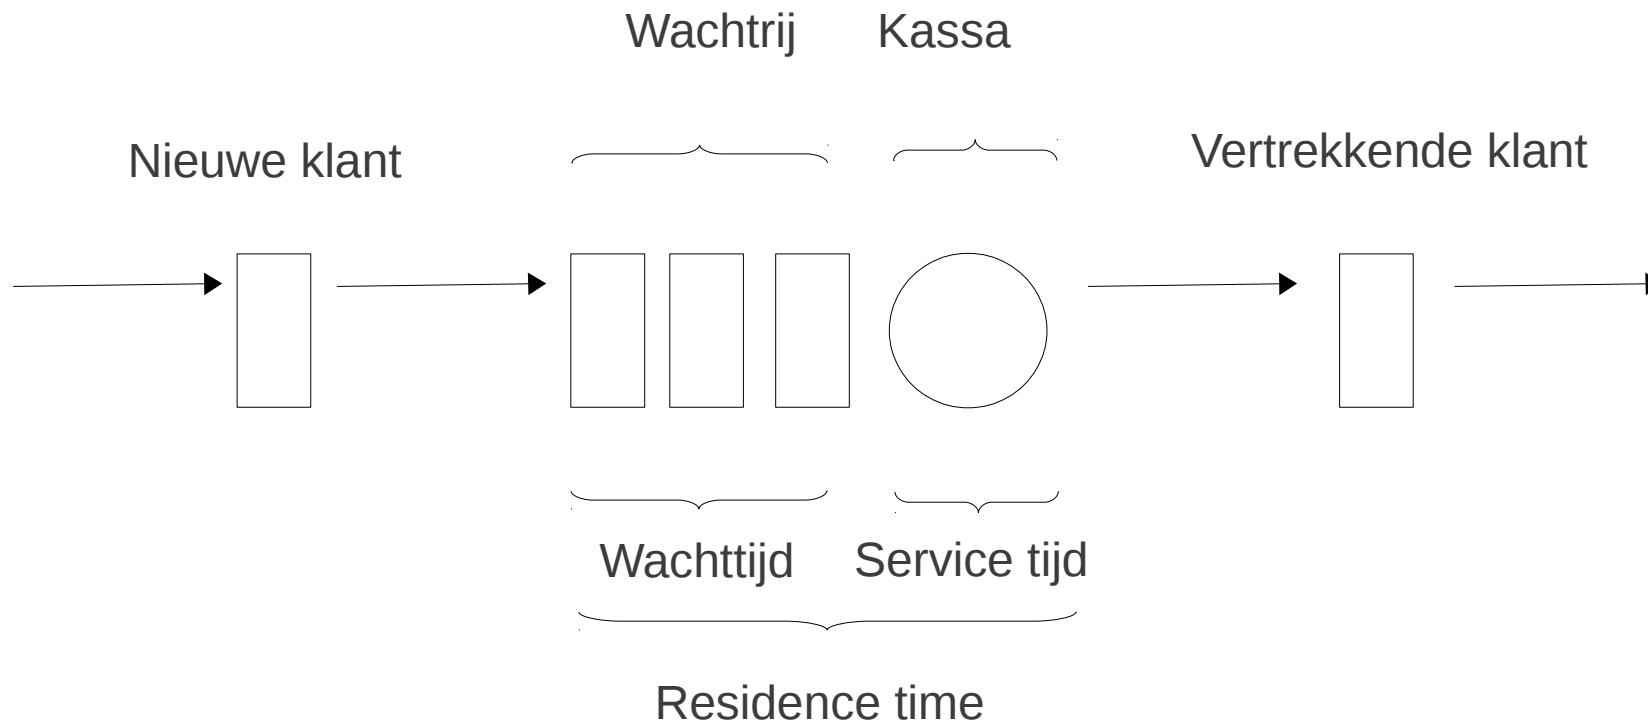 Wachtrij
Kassa
Nieuwe klant
Vertrekkende klant
Wachttijd
Service tijd
Residence time